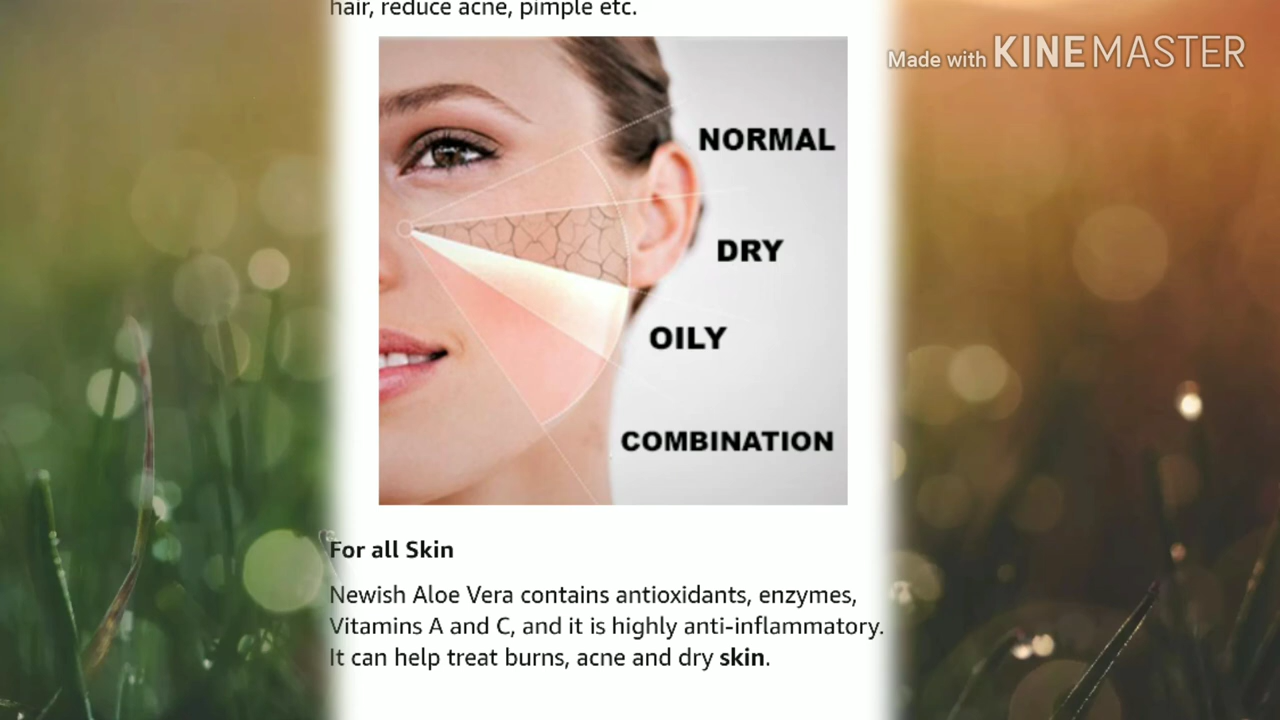 hair, reduce acne, pimple etc.
Made with KINEMASTER
NORMAL
DRY
OILY
COMBINATION
For all Skin
Newish Aloe Vera contains antioxidants, enzymes,
Vitamins A and C, and it is highly anti-inflammatory.
It can help treat burns, acne and dry skin.